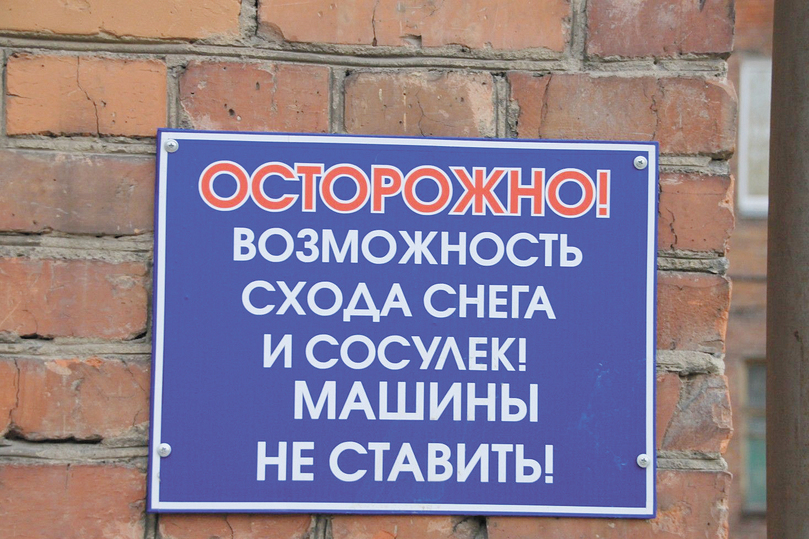 ОСТОРОЖНО!
ВОЗМОЖНОСТЬ
СХОДА СНЕГА
И СОСУЛЕК!
МАШИНЫ
НЕ СТАВИТЬ!